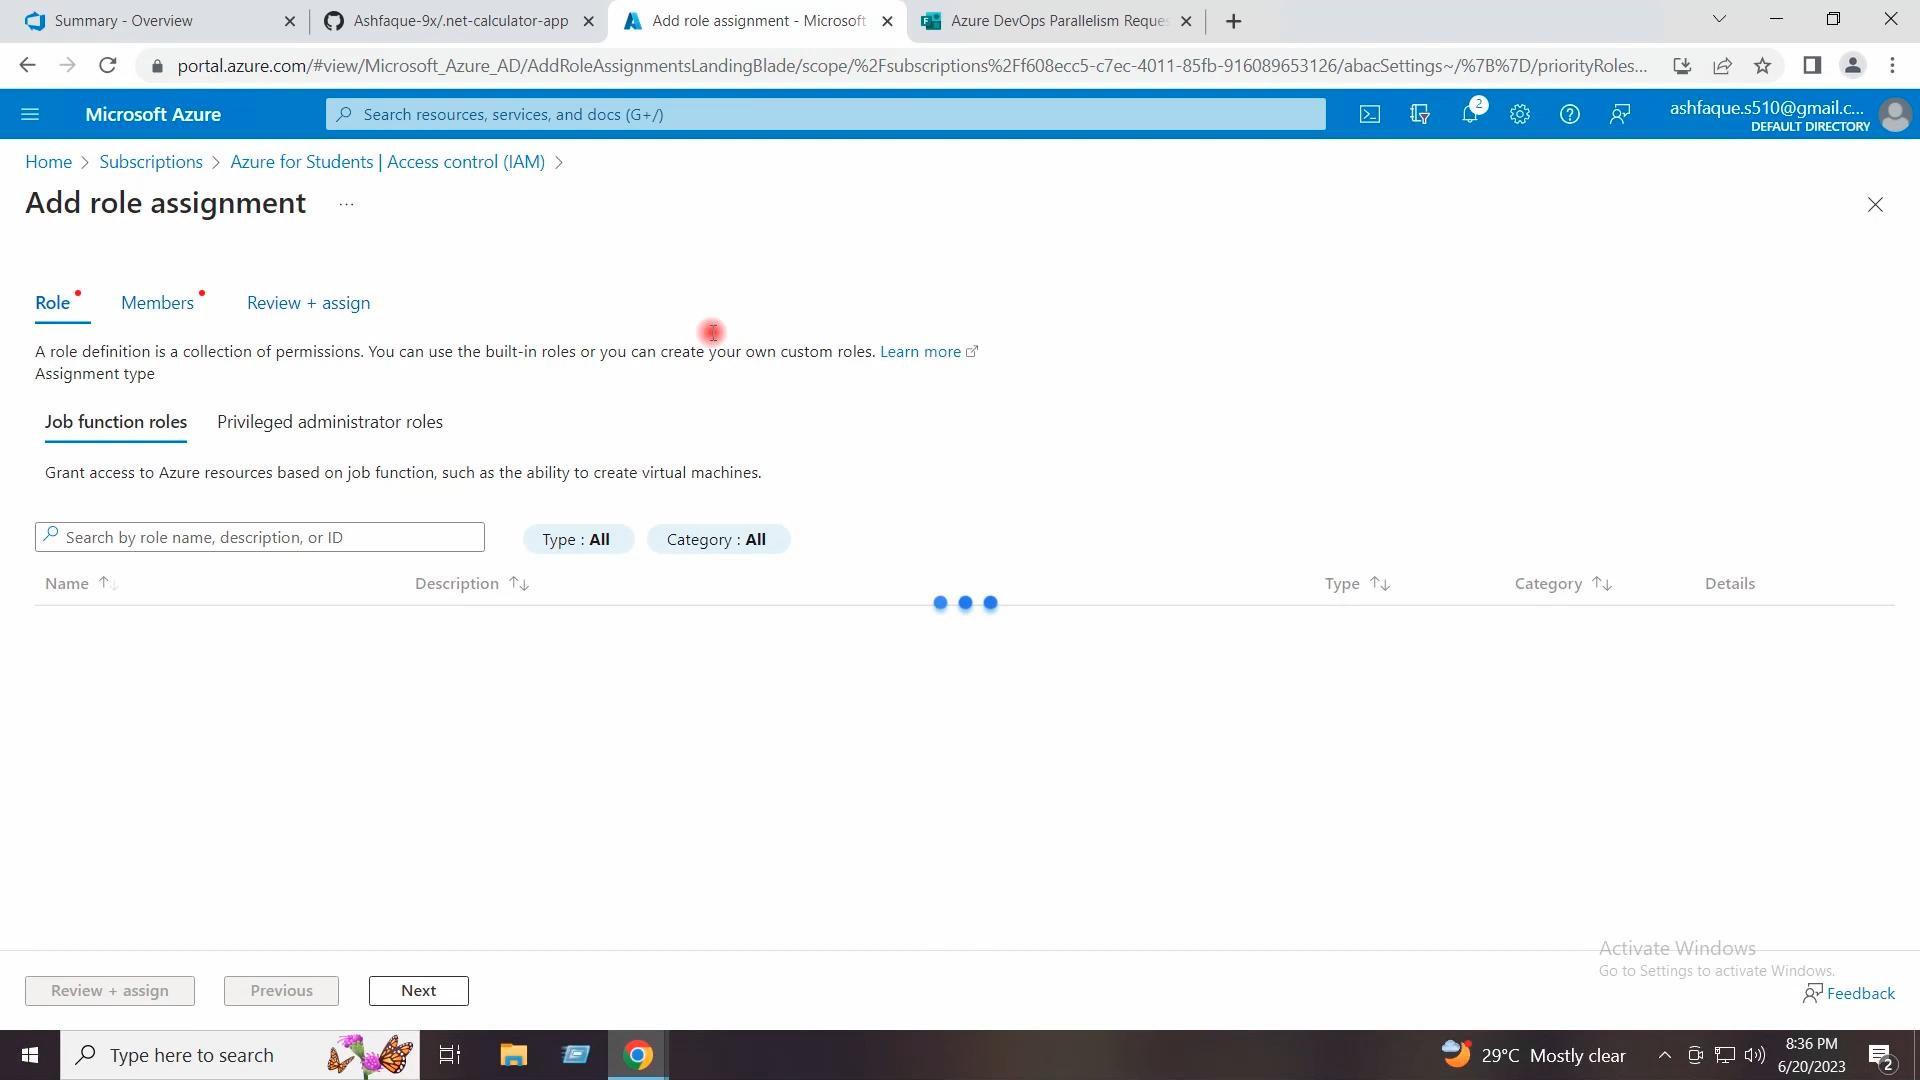 Summary - Overview
Ashfaque-9x/.net-calculator-app
Add role assignment - Microsoft
Azure DevOps Parallelism Reques
portal.azure.com/#view/Microsoft_Azure_AD/AddRoleAssignmentsLandingBlade/scope/%2Fsubscriptions%2Ff608ecc5-c7ec-4011-85fb-916089653126/abacSettings~/%7B%7D/priorityRoles...
Microsoft Azure
Search resources, services, and docs (G+/)
2
ashfaque.s510@gmail.c...
DEFAULT DIRECTORY
Home > Subscriptions > Azure for Students | Access control (IAM) >
Add role assignment ...
Role Members Review + assign
A role definition is a collection of permissions. You can use the built-in roles or you can create your own custom roles. Learn more
Assignment type
Job function roles Privileged administrator roles
Grant access to Azure resources based on job function, such as the ability to create virtual machines.
Search by role name, description, or ID
Type : All
Category : All
Name Description Type Category Details
Activate Windows
Go to Settings to activate Windows.
Review + assign
Previous
Next
Feedback
Type here to search
29°C Mostly clear
8:36 PM
6/20/2023
2